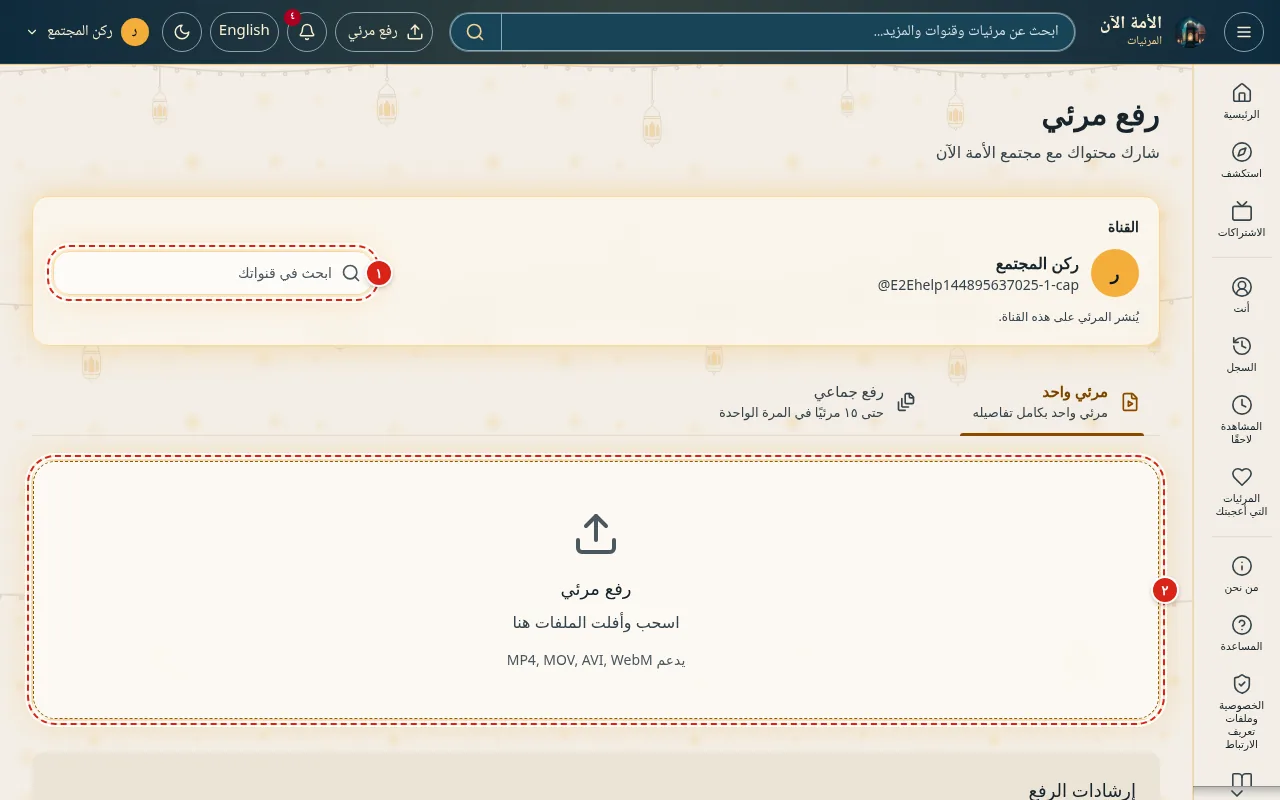 الأمة الآن
المرئيات
ابحث عن مرئيات وقنوات والمزيد...
رفع مرئي
٤
English
ر
ركن المجتمع
الرئيسية
استكشف
الاشتراكات
أنت
السجل
المشاهدة
لاحقًا
المرئيات
التي أعجبتك
من نحن
المساعدة
الخصوصية
وملفات
تعريف
الارتباط
رفع مرئي
شارك محتواك مع مجتمع الأمة الآن
القناة
ر
ركن المجتمع
@E2Ehelp144895637025-1-cap
يُنشر المرئي على هذه القناة.
١
ابحث في قنواتك
مرئي واحد
مرئي واحد بكامل تفاصيله
رفع جماعي
حتى ١٥ مرئيًا في المرة الواحدة
٢
رفع مرئي
اسحب وأفلت الملفات هنا
يدعم MP4, MOV, AVI, WebM
إرشادات الرفع